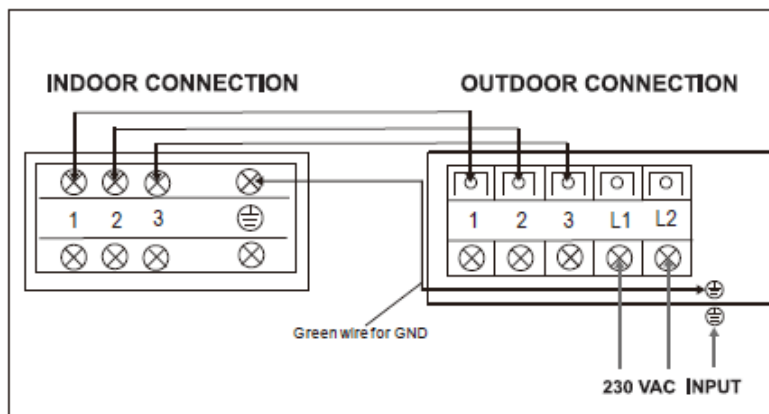 INDOOR CONNECTION
OUTDOOR CONNECTION
1 2 3
1 2 3 L1 L2
Green wire for GND
230 VAC INPUT